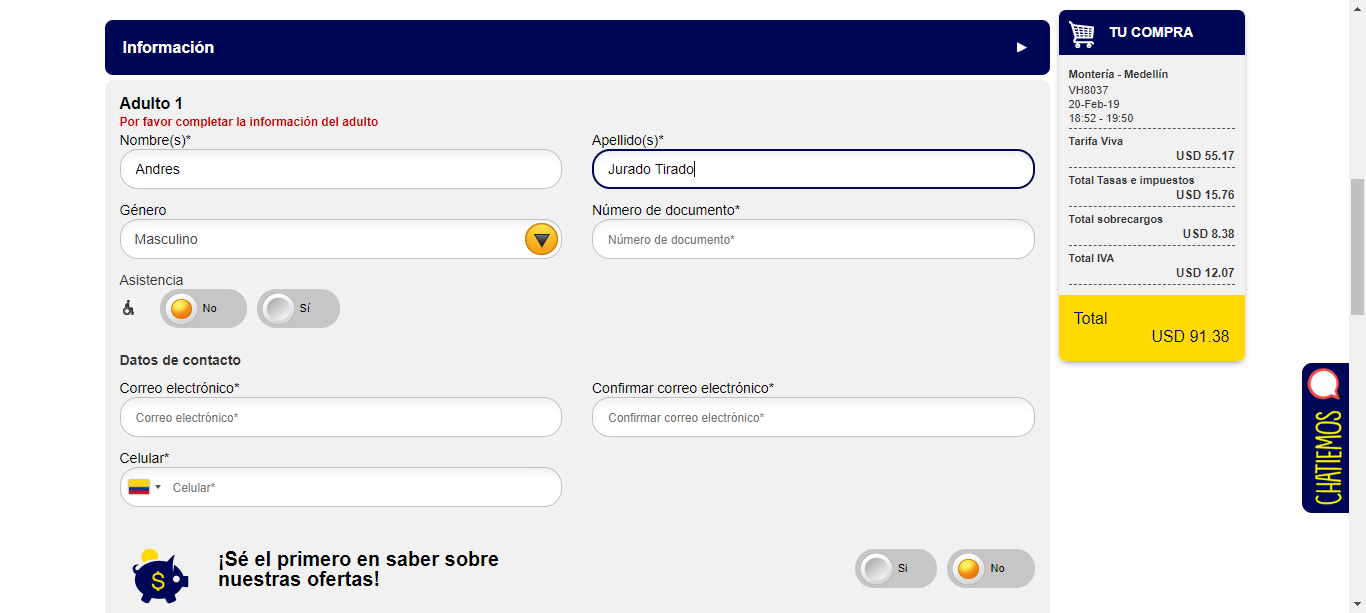 Información
Adulto 1
Por favor completar la información del adulto
Nombre(s)*
Apellido(s)*
Andres
Jurado Tirado
Género
Número de documento*
Masculino
Número de documento*
Asistencia
No
Sí
Datos de contacto
Correo electrónico*
Confirmar correo electrónico*
Correo electrónico*
Confirmar correo electrónico*
Celular*
Celular*
$
¡Sé el primero en saber sobre
nuestras ofertas!
Si
No
TU COMPRA
Montería - Medellín
VH8037
20-Feb-19
18:52 - 19:50
Tarifa Viva
USD 55.17
Total Tasas e impuestos
USD 15.76
Total sobrecargos
USD 8.38
Total IVA
USD 12.07
Total
USD 91.38
CHATIEMOS